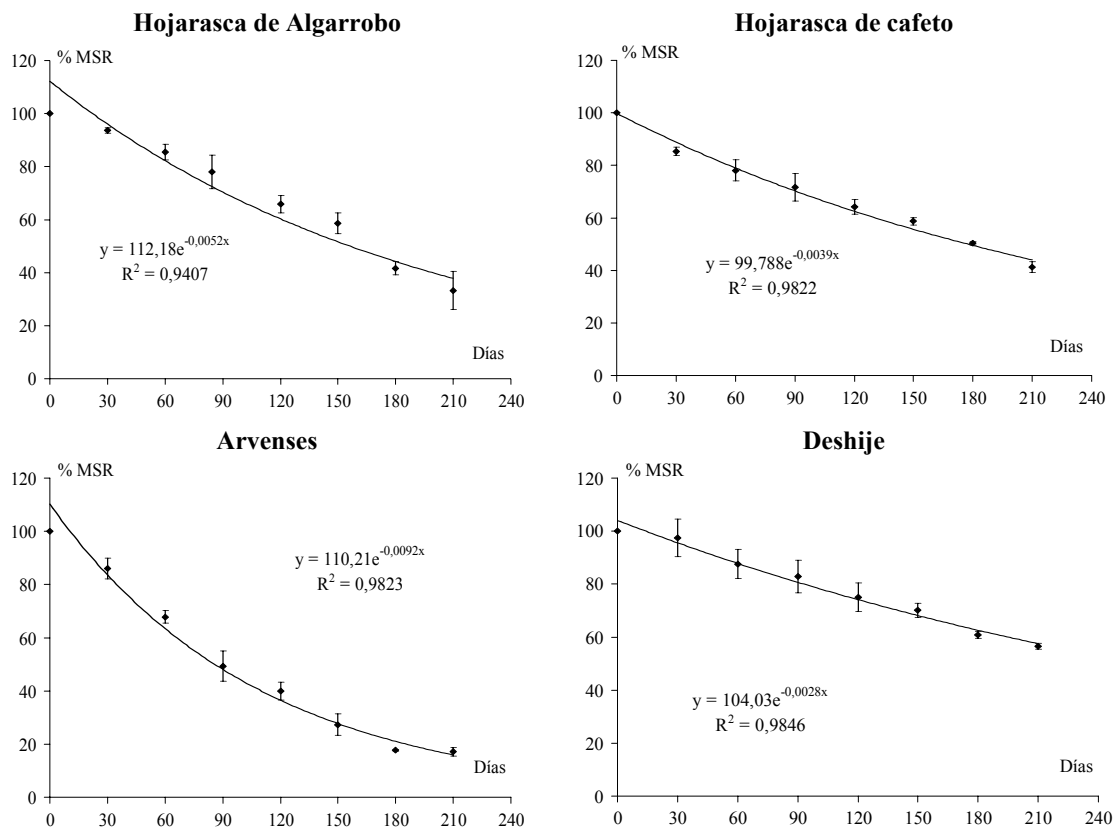 Hojarasca de Algarrobo
% MSR
120
100
80
60
40
20
0
y = 112,18e^-0,0052x
R² = 0,9407
Días
0 30 60 90 120 150 180 210 240
Hojarasca de cafeto
% MSR
120
100
80
60
40
20
0
y = 99,788e^-0,0039x
R² = 0,9822
Días
0 30 60 90 120 150 180 210 240
Arvenses
% MSR
120
100
80
60
40
20
0
y = 110,21e^-0,0092x
R² = 0,9823
Días
0 30 60 90 120 150 180 210 240
Deshije
% MSR
120
100
80
60
40
20
0
y = 104,03e^-0,0028x
R² = 0,9846
Días
0 30 60 90 120 150 180 210 240